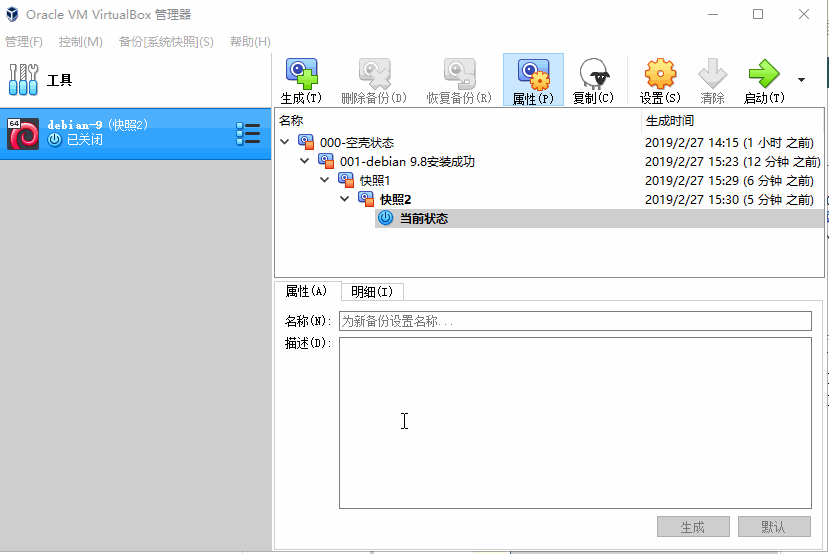 Oracle VM VirtualBox 管理器
管理(F) 控制(M) 备份[系统快照](S) 帮助(H)
工具
生成(T) 删除备份(D) 恢复备份(R) 属性(P) 复制(C) 设置(S) 清除 启动(T)
64
debian-9 (快照2)
已关闭
名称 生成时间
000-空壳状态 2019/2/27 14:15 (1 小时 之前)
001-debian 9.8安装成功 2019/2/27 15:23 (12 分钟 之前)
快照1 2019/2/27 15:29 (6 分钟 之前)
快照2 2019/2/27 15:30 (5 分钟 之前)
当前状态
属性(A) 明细(I)
名称(N): 为新备份设置名称...
描述(D):
生成 默认